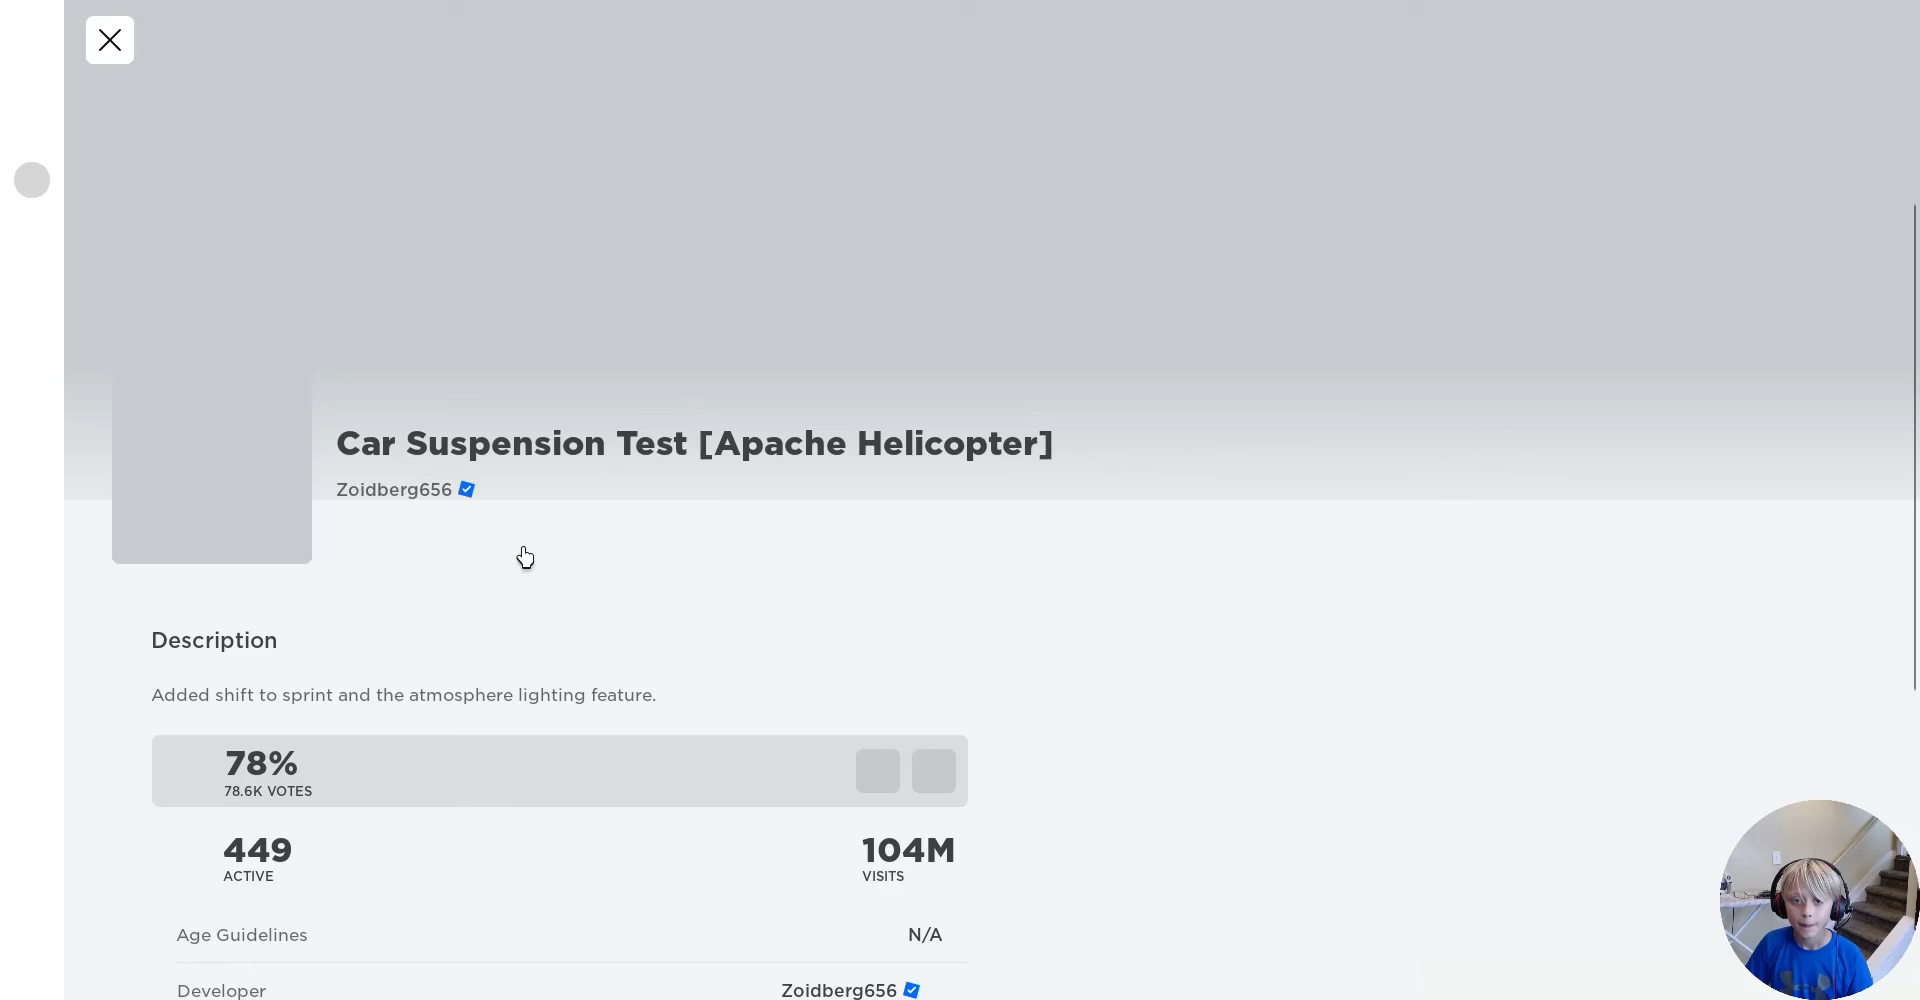 Car Suspension Test [Apache Helicopter]
Zoidberg656
Description
Added shift to sprint and the atmosphere lighting feature.
78%
78.6K VOTES
449
ACTIVE
104M
VISITS
Age Guidelines N/A
Developer Zoidberg656